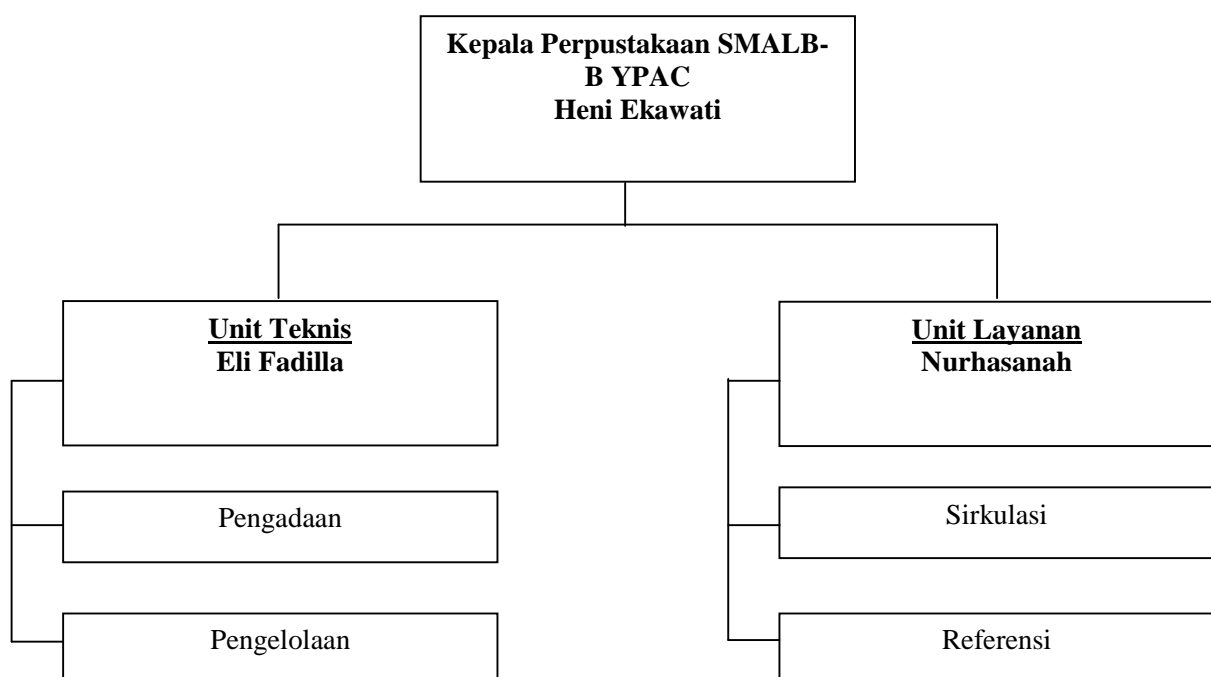 Kepala Perpustakaan SMALB-
B YPAC
Heni Ekawati
Unit Teknis
Eli Fadilla
Unit Layanan
Nurhasanah
Pengadaan
Sirkulasi
Pengelolaan
Referensi